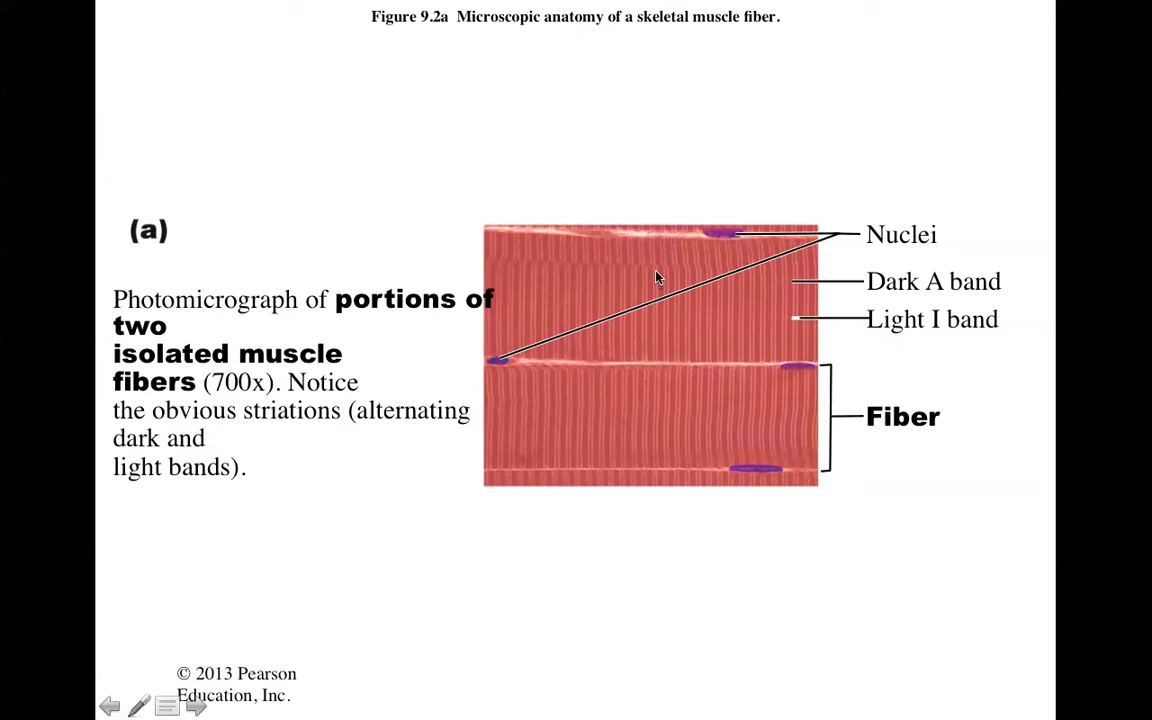 Figure 9.2a  Microscopic anatomy of a skeletal muscle fiber.
(a)
Photomicrograph of portions of
two
isolated muscle
fibers (700x). Notice
the obvious striations (alternating
dark and
light bands).
Nuclei
Dark A band
Light I band
Fiber
© 2013 Pearson
Education, Inc.